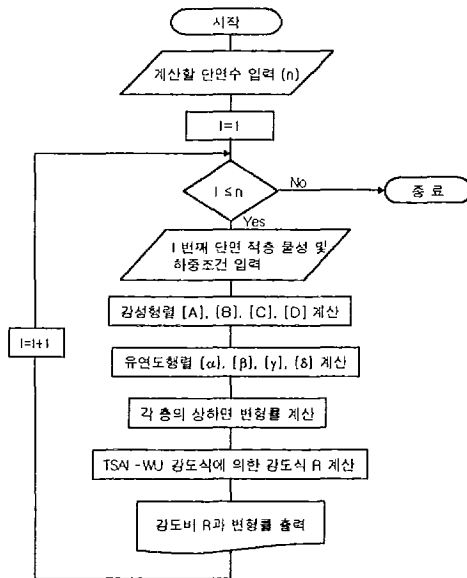 시작
계산할 단면수 입력 (n)
I=1
I ≤ n
No
종 료
Yes
I 번째 단면 적층 물성 및
하중조건 입력
강성행렬 [A], [B], [C], [D] 계산
I=I+1
유연도행렬 [α], [β], [γ], [δ] 계산
각 층의 상하면 변형률 계산
TSAI-WU 강도식에 의한 강도식 R 계산
강도비 R과 변형률 출력